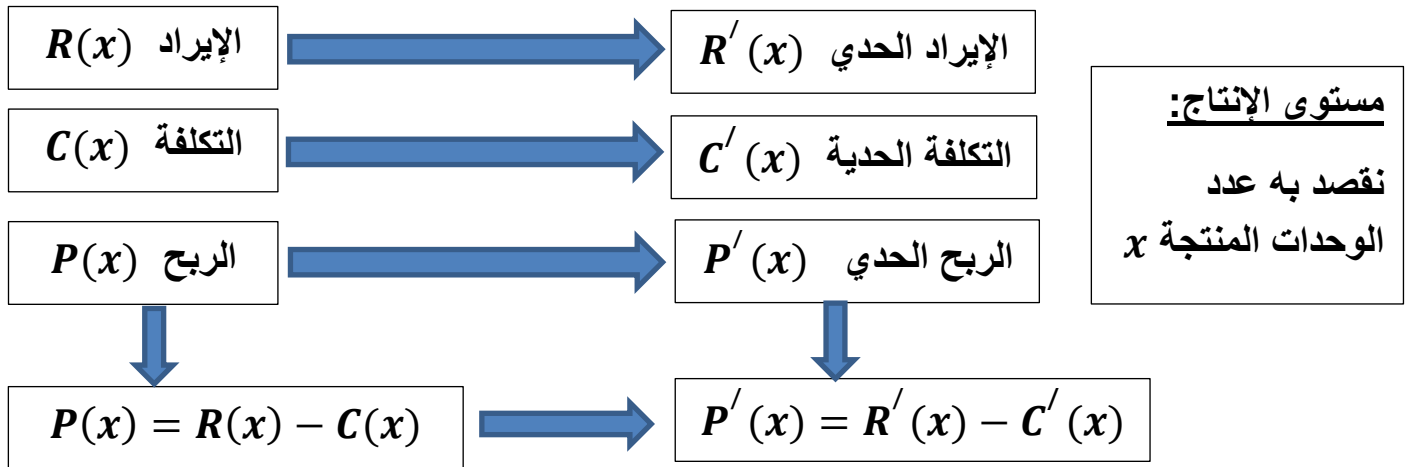 الإيراد R(x)
الإيراد الحدي R′(x)
التكلفة C(x)
التكلفة الحدية C′(x)
الربح P(x)
الربح الحدي P′(x)
P(x) = R(x) − C(x)
P′(x) = R′(x) − C′(x)
مستوى الإنتاج:
نقصد به عدد
الوحدات المنتجة x